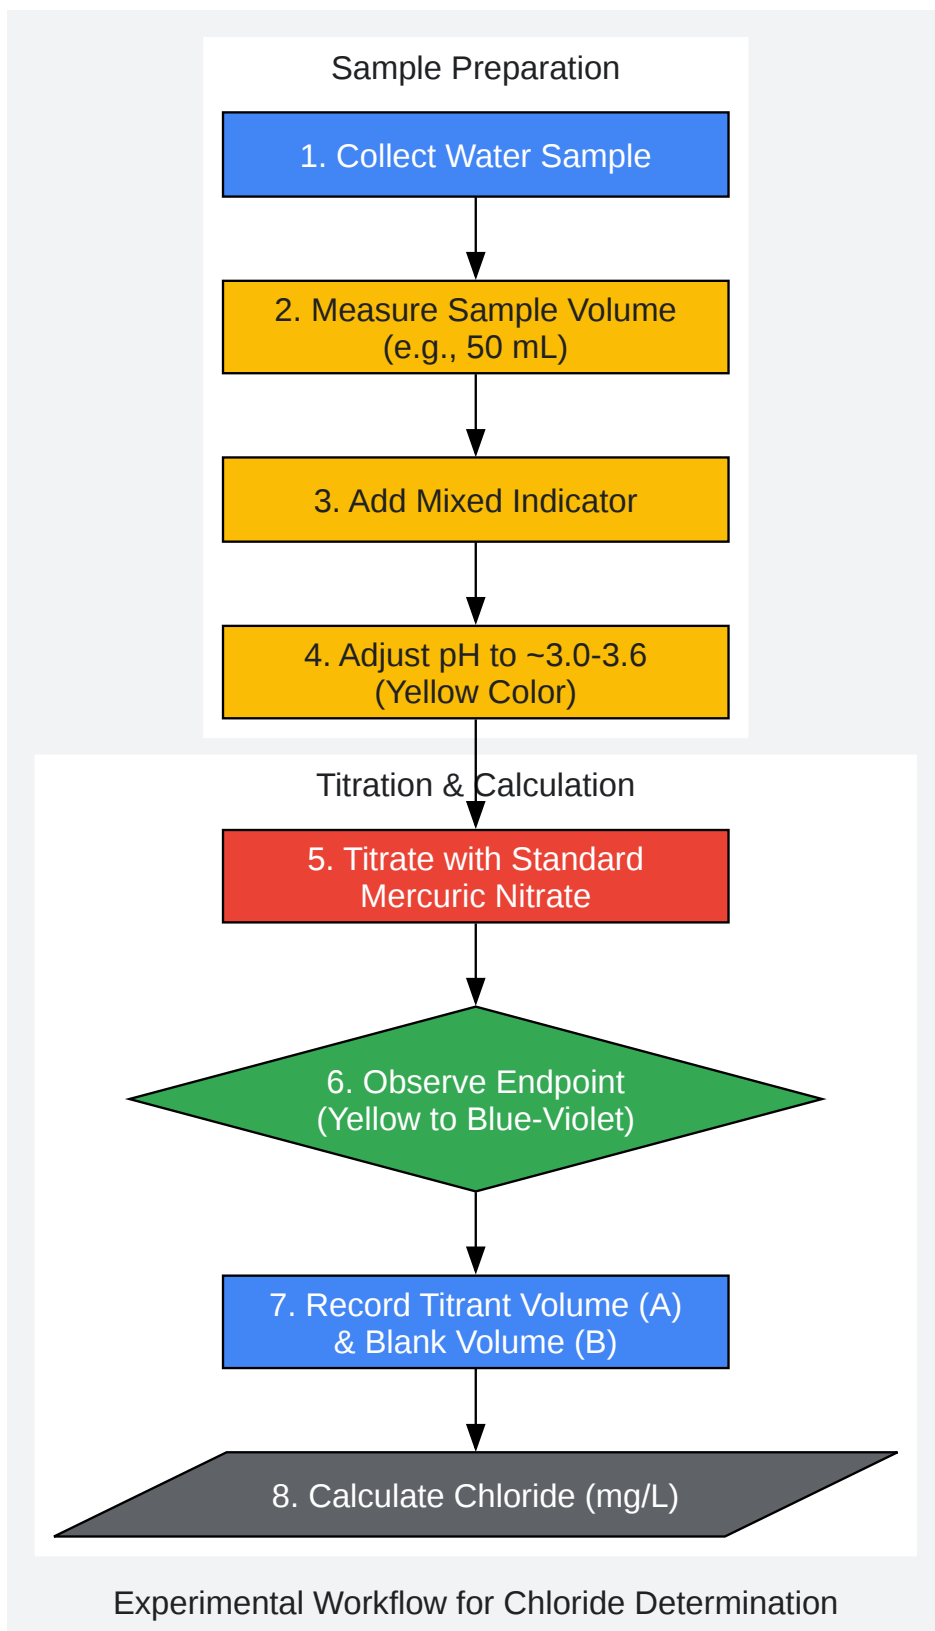 Sample Preparation
1. Collect Water Sample
2. Measure Sample Volume
(e.g., 50 mL)
3. Add Mixed Indicator
4. Adjust pH to ~3.0-3.6
(Yellow Color)
Titration & Calculation
5. Titrate with Standard
Mercuric Nitrate
6. Observe Endpoint
(Yellow to Blue-Violet)
7. Record Titrant Volume (A)
& Blank Volume (B)
8. Calculate Chloride (mg/L)
Experimental Workflow for Chloride Determination